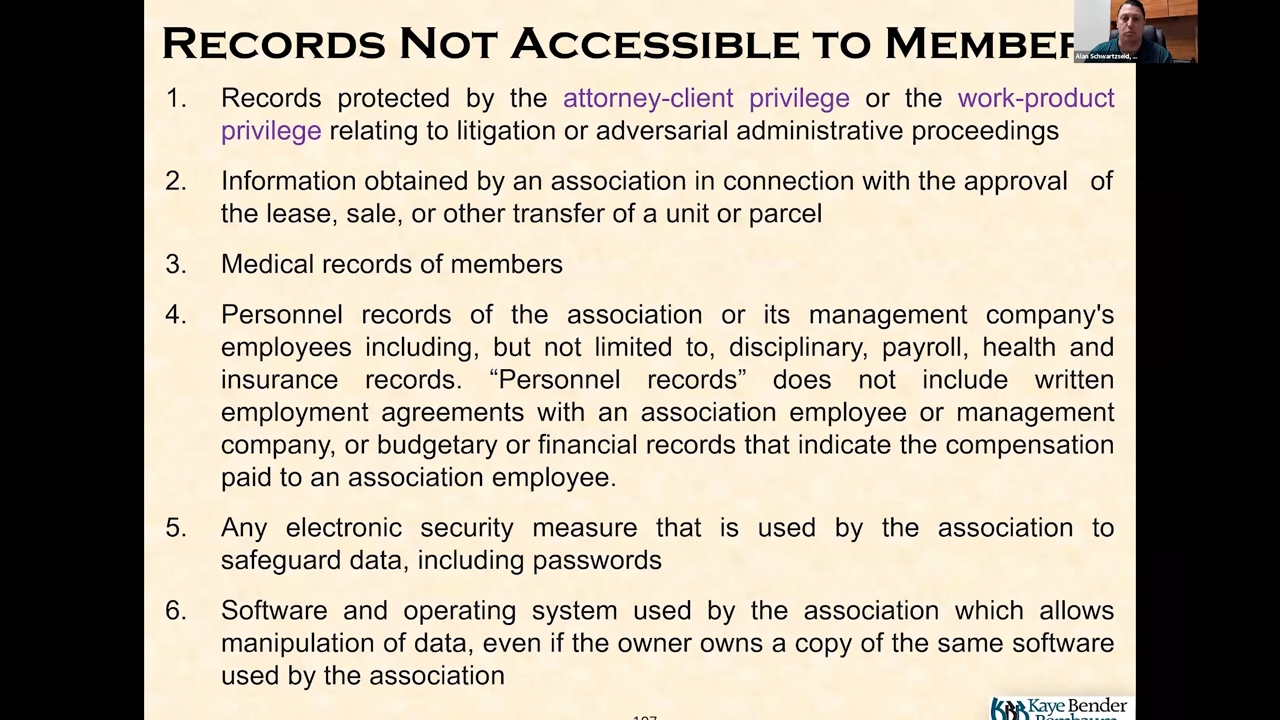 RECORDS NOT ACCESSIBLE TO MEMBER
Alan Schwartzseid, ...
1. Records protected by the attorney-client privilege or the work-product
privilege relating to litigation or adversarial administrative proceedings
2. Information obtained by an association in connection with the approval of
the lease, sale, or other transfer of a unit or parcel
3. Medical records of members
4. Personnel records of the association or its management company's
employees including, but not limited to, disciplinary, payroll, health and
insurance records. “Personnel records” does not include written
employment agreements with an association employee or management
company, or budgetary or financial records that indicate the compensation
paid to an association employee.
5. Any electronic security measure that is used by the association to
safeguard data, including passwords
6. Software and operating system used by the association which allows
manipulation of data, even if the owner owns a copy of the same software
used by the association
KBR Kaye Bender
Rembaum